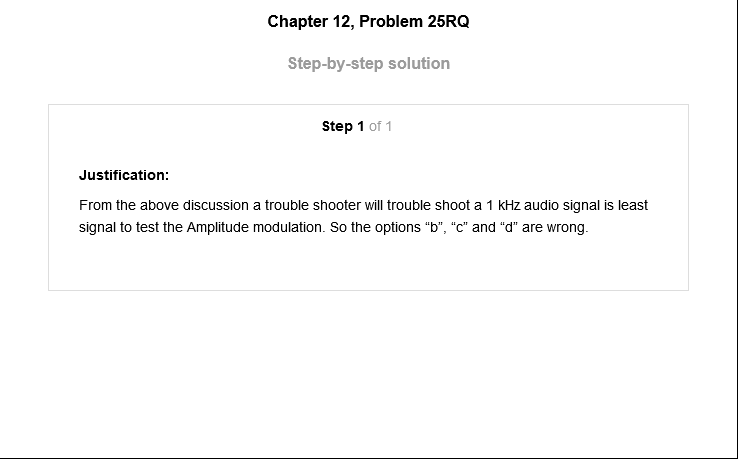 Chapter 12, Problem 25RQ
Step-by-step solution
Step 1 of 1
Justification:
From the above discussion a trouble shooter will trouble shoot a 1 kHz audio signal is least
signal to test the Amplitude modulation. So the options “b”, “c” and “d” are wrong.